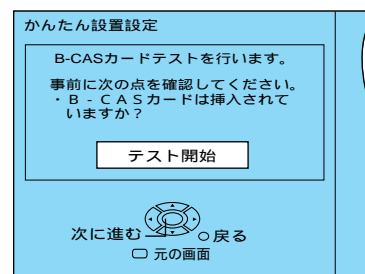 かんたん設置設定
B-CASカードテストを行います。
事前に次の点を確認してください。
・Ｂ‐ＣＡＳカードは挿入されて
いますか？
テスト開始
次に進む
戻る
元の画面